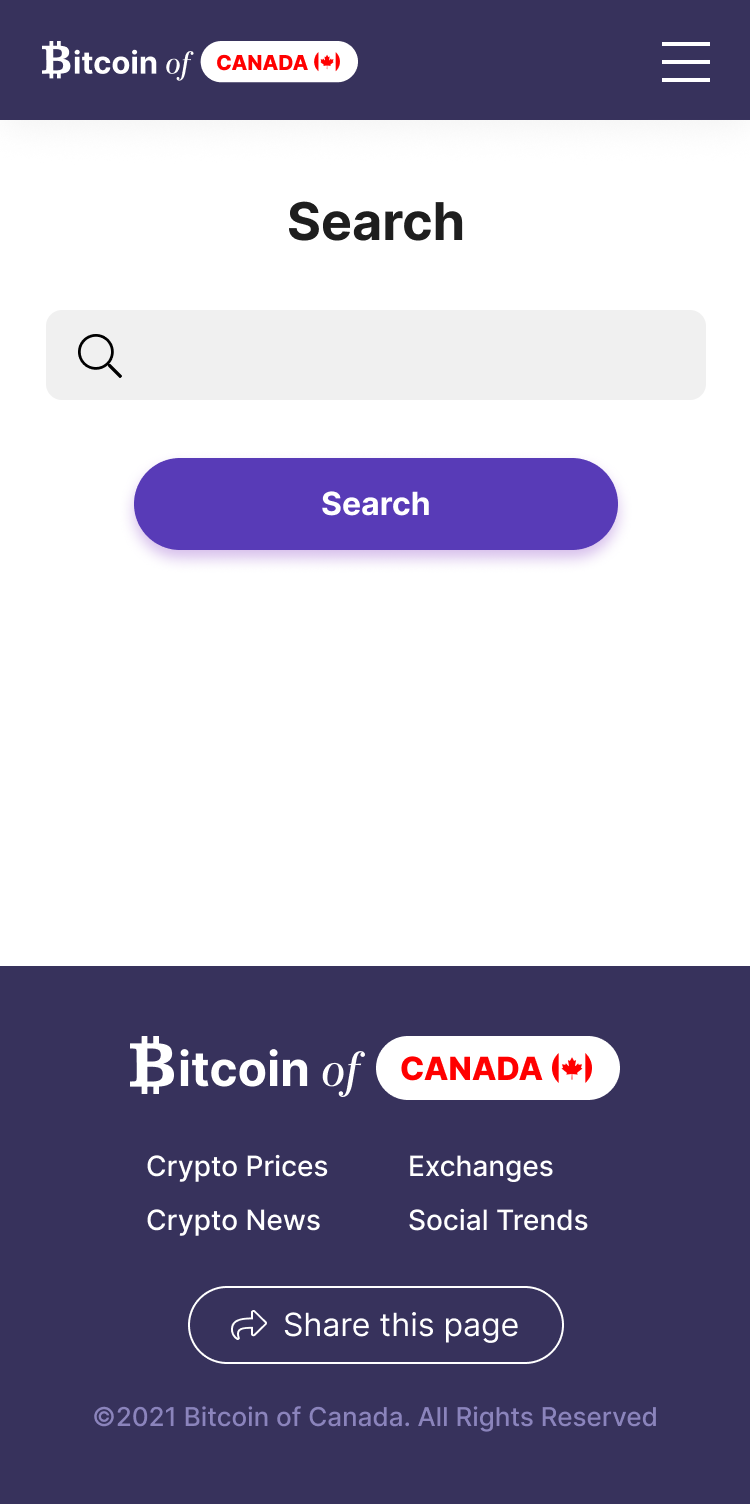 Bitcoin of CANADA
Search
Search
Bitcoin of CANADA
Crypto Prices Exchanges
Crypto News Social Trends
Share this page
©2021 Bitcoin of Canada. All Rights Reserved